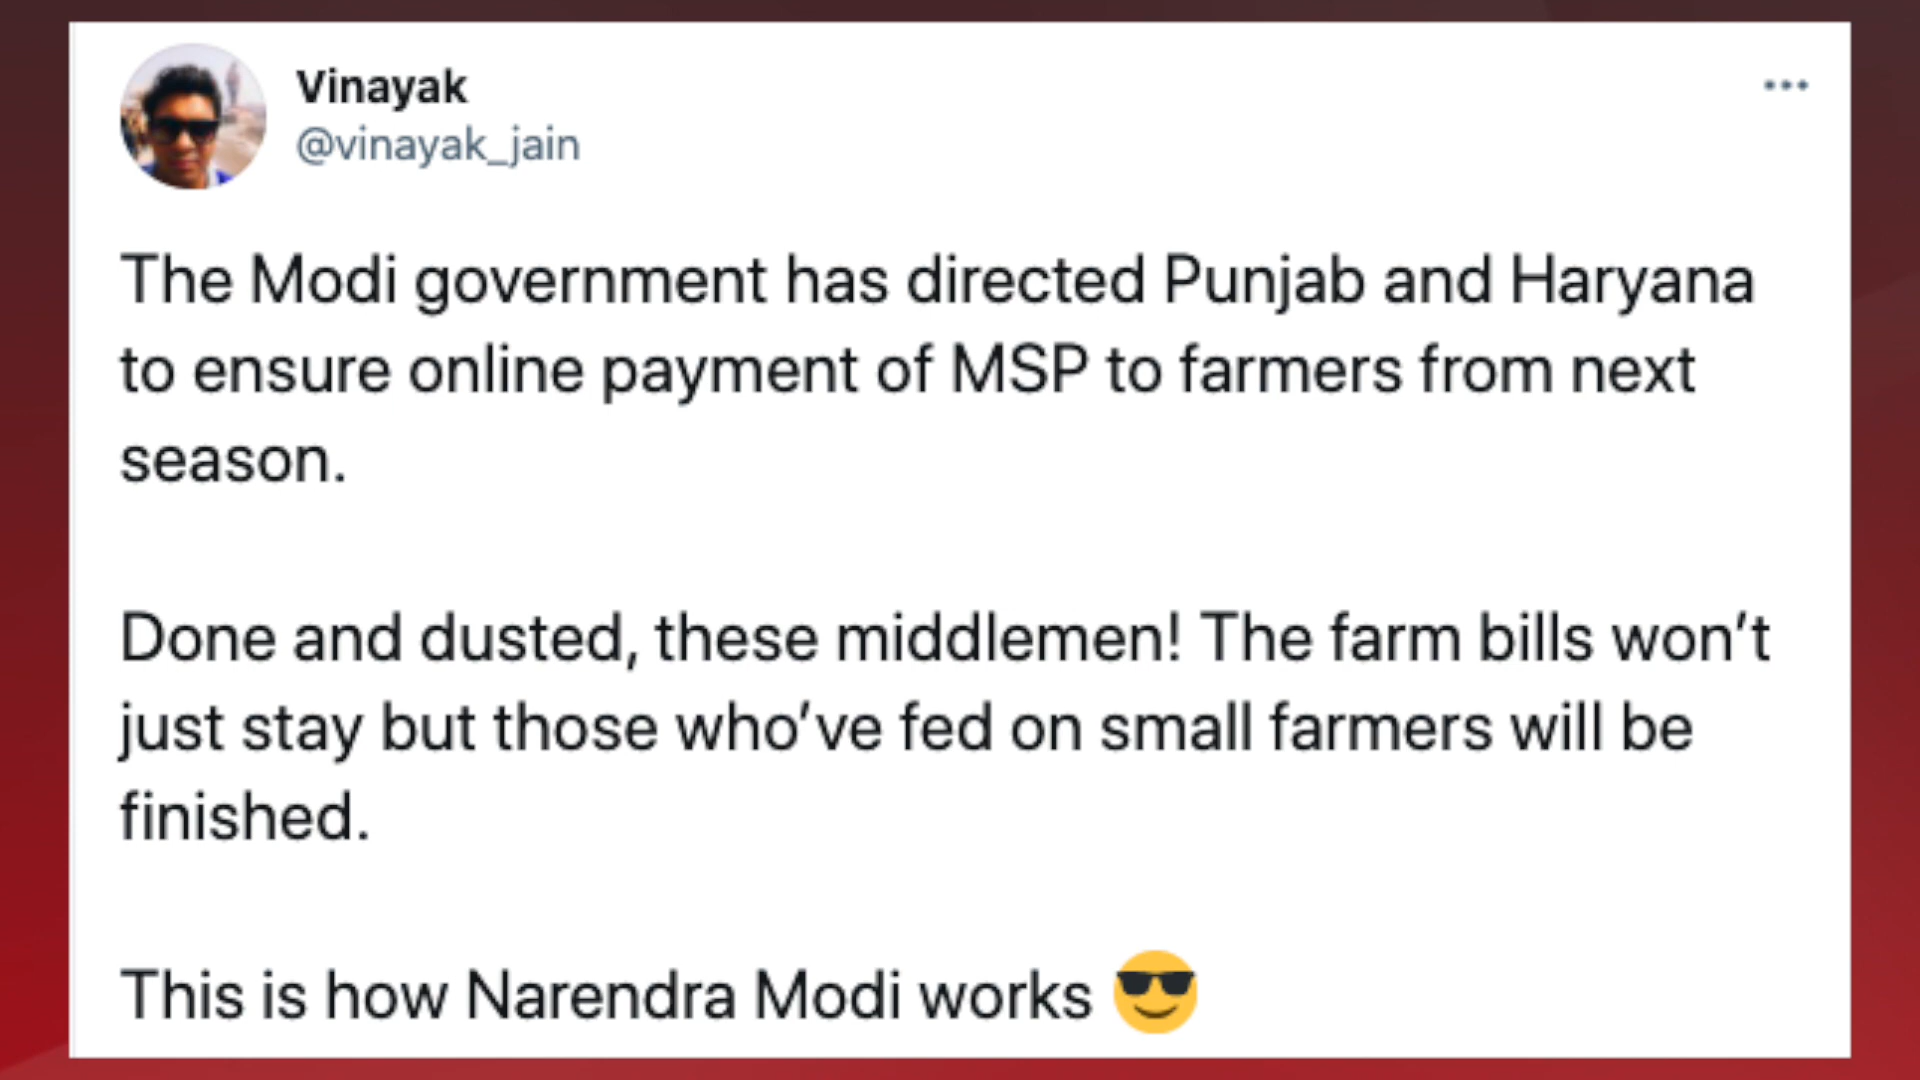 Vinayak
@vinayak_jain
The Modi government has directed Punjab and Haryana
to ensure online payment of MSP to farmers from next
season.
Done and dusted, these middlemen! The farm bills won’t
just stay but those who’ve fed on small farmers will be
finished.
This is how Narendra Modi works 😎